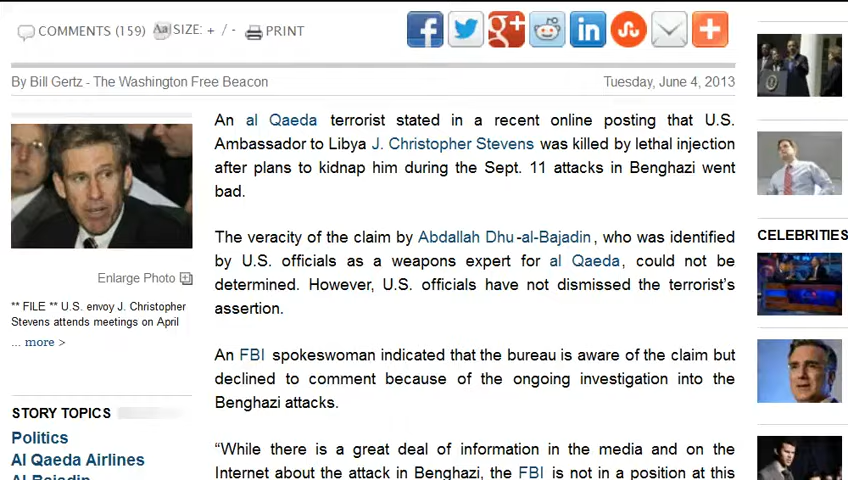 COMMENTS (159) Aa SIZE: + / - PRINT
By Bill Gertz - The Washington Free Beacon
Tuesday, June 4, 2013
Enlarge Photo
** FILE ** U.S. envoy J. Christopher
Stevens attends meetings on April
... more >
STORY TOPICS
Politics
Al Qaeda Airlines
Al Bajadin
An al Qaeda terrorist stated in a recent online posting that U.S.
Ambassador to Libya J. Christopher Stevens was killed by lethal injection
after plans to kidnap him during the Sept. 11 attacks in Benghazi went
bad.
The veracity of the claim by Abdallah Dhu-al-Bajadin, who was identified
by U.S. officials as a weapons expert for al Qaeda, could not be
determined. However, U.S. officials have not dismissed the terrorist's
assertion.
An FBI spokeswoman indicated that the bureau is aware of the claim but
declined to comment because of the ongoing investigation into the
Benghazi attacks.
“While there is a great deal of information in the media and on the
Internet about the attack in Benghazi, the FBI is not in a position at this
CELEBRITIES